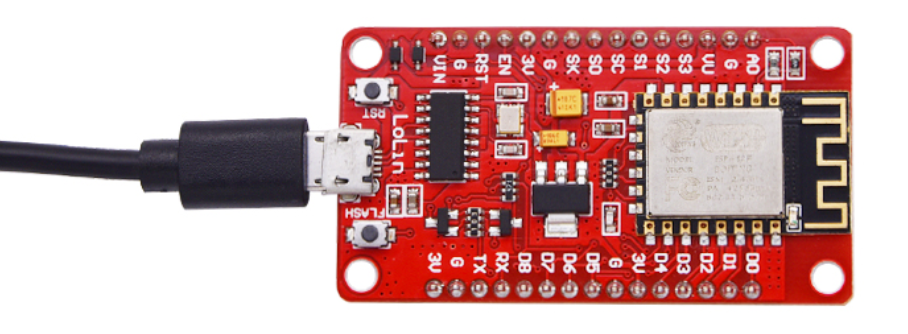 VIN G RST EN 3V G SK SO SC S1 S2 S3 VU G A0
RST
LoLin
FLASH
3V G TX RX D8 D7 D6 D5 G 3V D4 D3 D2 D1 D0